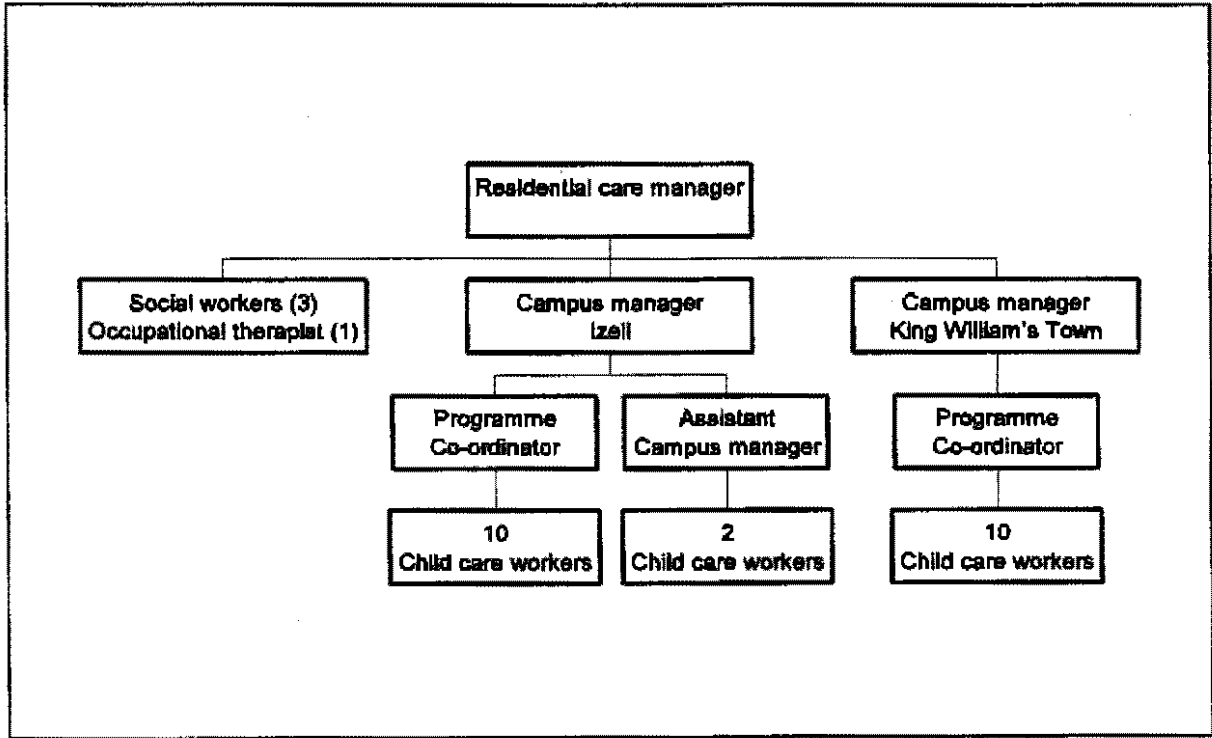 Residential care manager
Social workers (3)
Occupational therapist (1)
Campus manager
Izeli
Campus manager
King William's Town
Programme
Co-ordinator
Assistant
Campus manager
Programme
Co-ordinator
10
Child care workers
2
Child care workers
10
Child care workers